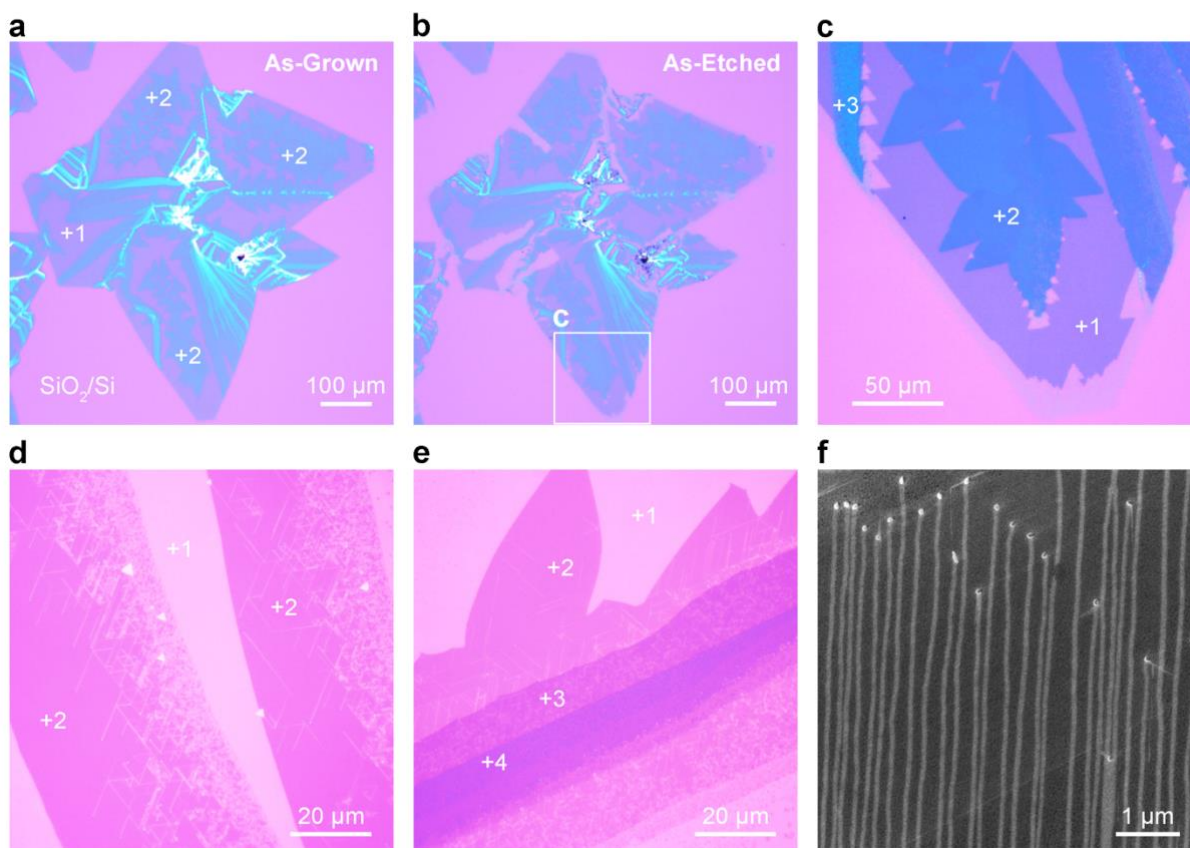 a
As-Grown
+2
+2
+1
+2
SiO₂/Si
100 μm
b
As-Etched
C
100 μm
c
+3
+2
+1
50 μm
d
+1
+2
+2
20 μm
e
+1
+2
+3
+4
20 μm
f
1 μm